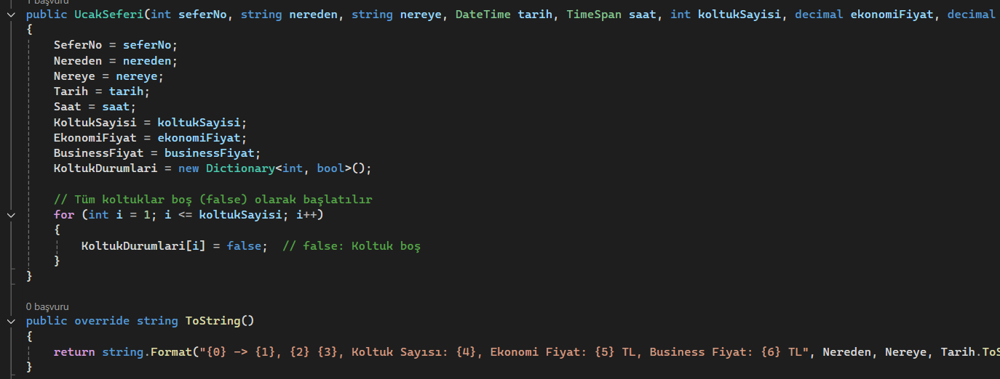 1 başvuru
public UcakSeferi(int seferNo, string nereden, string nereye, DateTime tarih, TimeSpan saat, int koltukSayisi, decimal ekonomiFiyat, decimal
{
SeferNo = seferNo;
Nereden = nereden;
Nereye = nereye;
Tarih = tarih;
Saat = saat;
KoltukSayisi = koltukSayisi;
EkonomiFiyat = ekonomiFiyat;
BusinessFiyat = businessFiyat;
KoltukDurumlari = new Dictionary<int, bool>();
// Tüm koltuklar boş (false) olarak başlatılır
for (int i = 1; i <= koltukSayisi; i++)
{
KoltukDurumlari[i] = false;  // false: Koltuk boş
}
}
0 başvuru
public override string ToString()
{
return string.Format("{0} -> {1}, {2} {3}, Koltuk Sayısı: {4}, Ekonomi Fiyat: {5} TL, Business Fiyat: {6} TL", Nereden, Nereye, Tarih.ToS
}